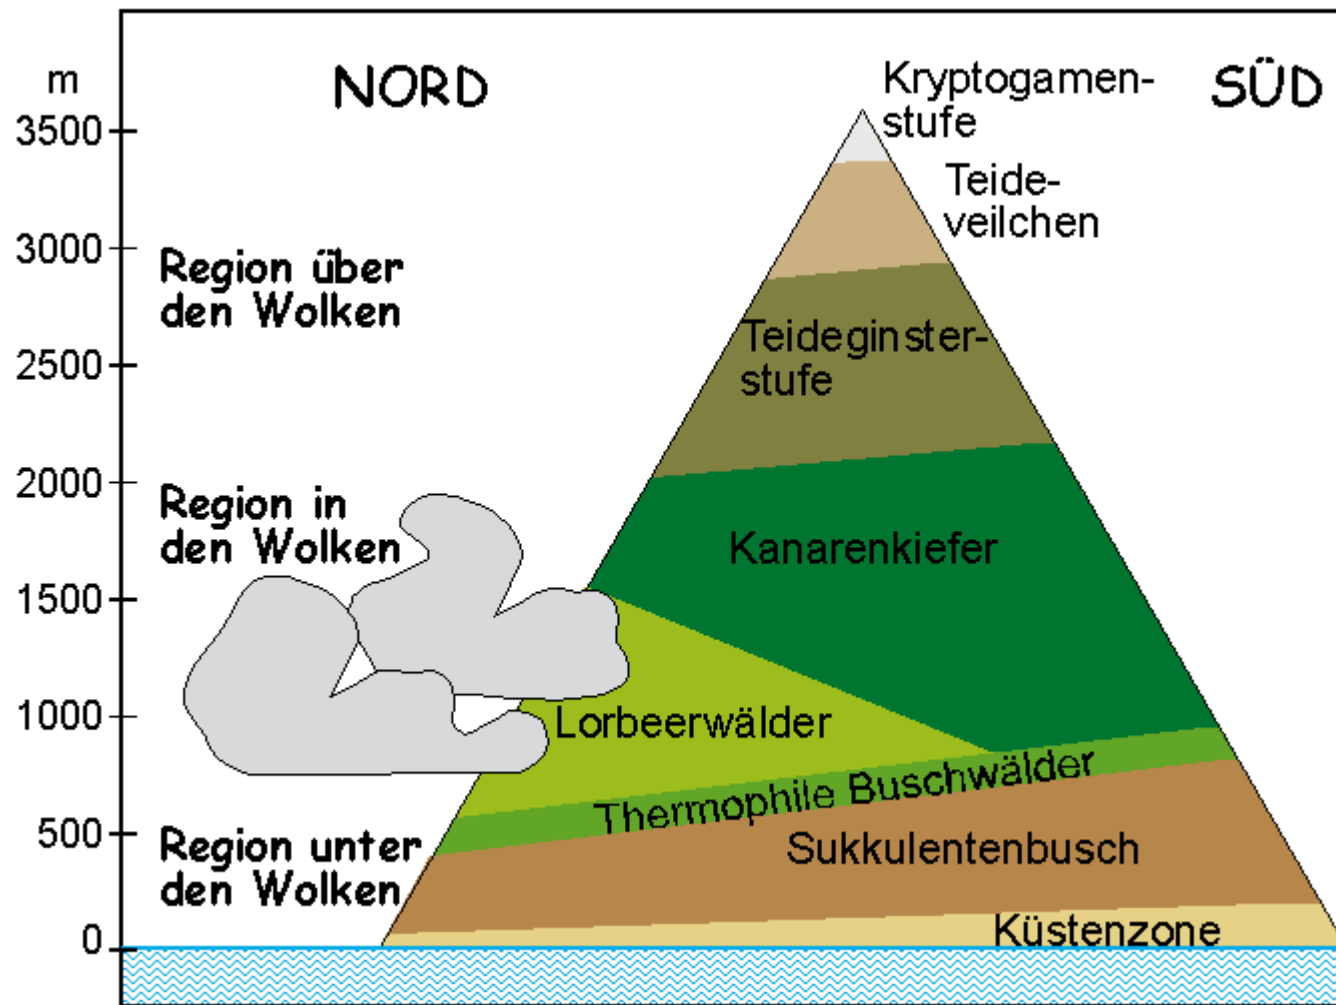 m
NORD
SÜD
Kryptogamen-
stufe
3500
Teide-
veilchen
3000
Region über
den Wolken
Teideginster-
stufe
2500
2000
Region in
den Wolken
Kanarenkiefer
1500
1000
Lorbeerwälder
Thermophile Buschwälder
500
Region unter
den Wolken
Sukkulentenbusch
0
Küstenzone